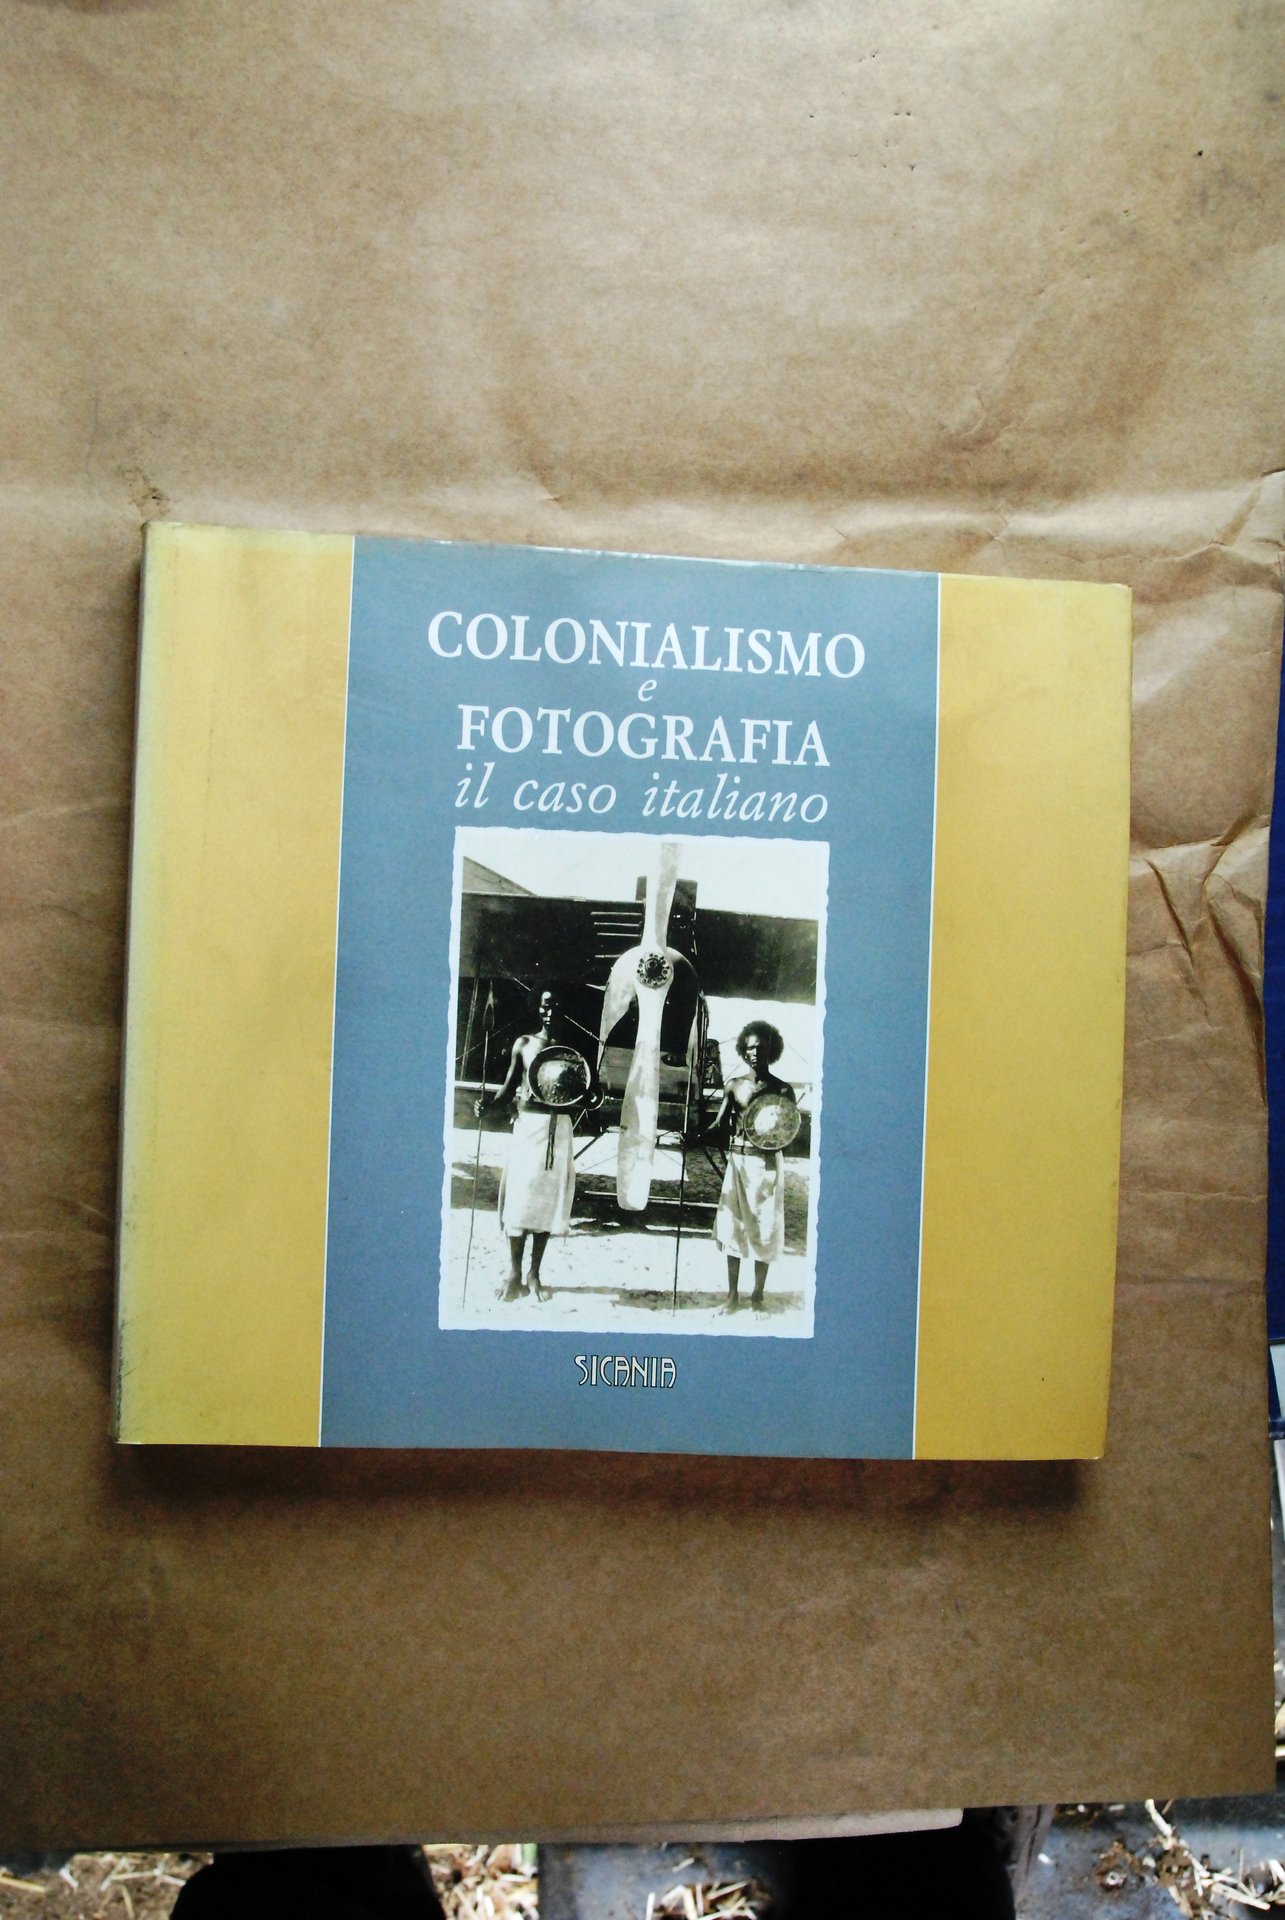 COLONIALISMO
e
FOTOGRAFIA
il caso italiano
SICANIA